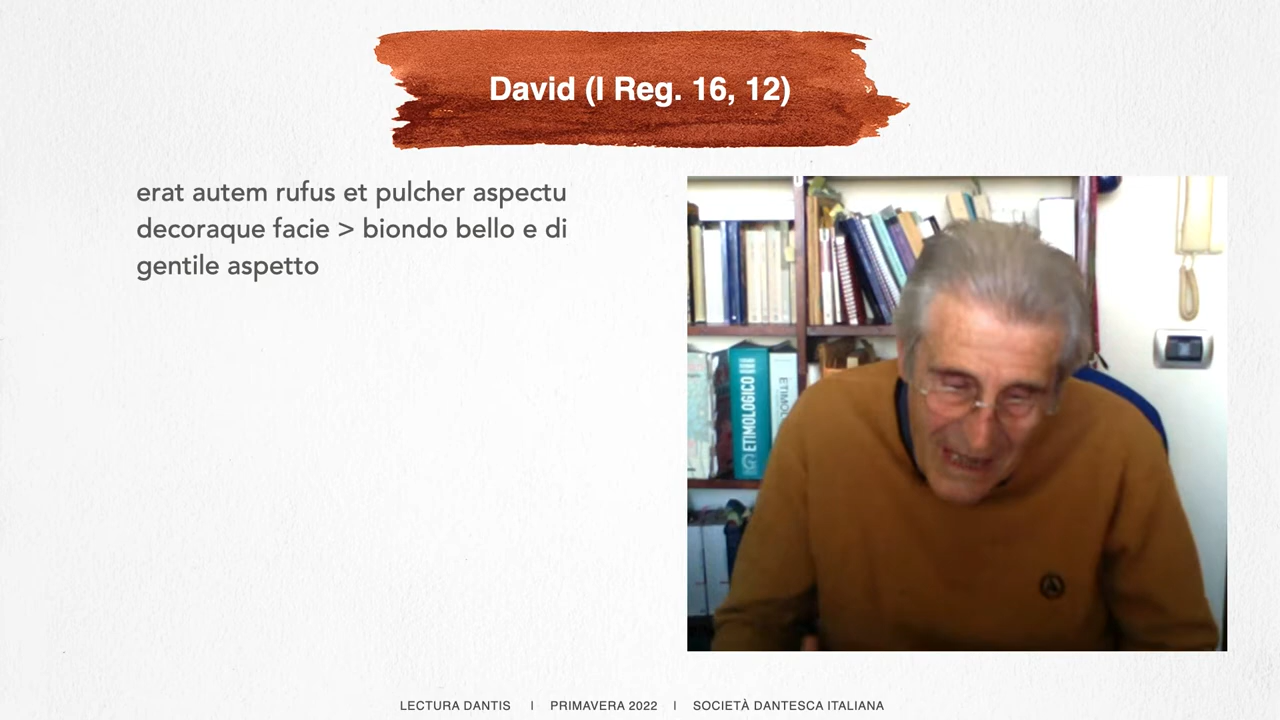 David (I Reg. 16, 12)
erat autem rufus et pulcher aspectu
decoraque facie > biondo bello e di
gentile aspetto
ETIMOLOGICO
LECTURA DANTIS I PRIMAVERA 2022 I SOCIETÀ DANTESCA ITALIANA